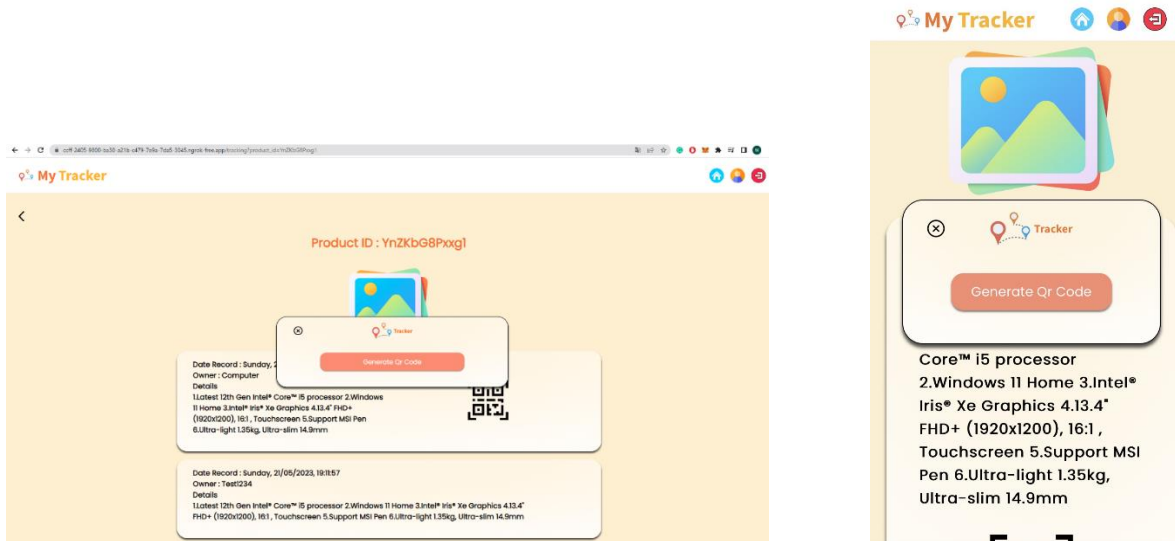 My Tracker
My Tracker
Product ID : YnZKbG8Pxxg1
Tracker
Generate Qr Code
Date Record : Sunday, 2
Owner : Computer
Details
1.Latest 12th Gen Intel® Core™ i5 processor 2.Windows
11 Home 3.Intel® Iris® Xe Graphics 4.13.4" FHD+
(1920x1200), 16:1 , Touchscreen 5.Support MSI Pen
6.Ultra-light 1.35kg, Ultra-slim 14.9mm
Date Record : Sunday, 21/05/2023, 19:11:57
Owner : Test1234
Details
1.Latest 12th Gen Intel® Core™ i5 processor 2.Windows 11 Home 3.Intel® Iris® Xe Graphics 4.13.4"
FHD+ (1920x1200), 16:1 , Touchscreen 5.Support MSI Pen 6.Ultra-light 1.35kg, Ultra-slim 14.9mm
Tracker
Generate Qr Code
Core™ i5 processor
2.Windows 11 Home 3.Intel®
Iris® Xe Graphics 4.13.4"
FHD+ (1920x1200), 16:1 ,
Touchscreen 5.Support MSI
Pen 6.Ultra-light 1.35kg,
Ultra-slim 14.9mm